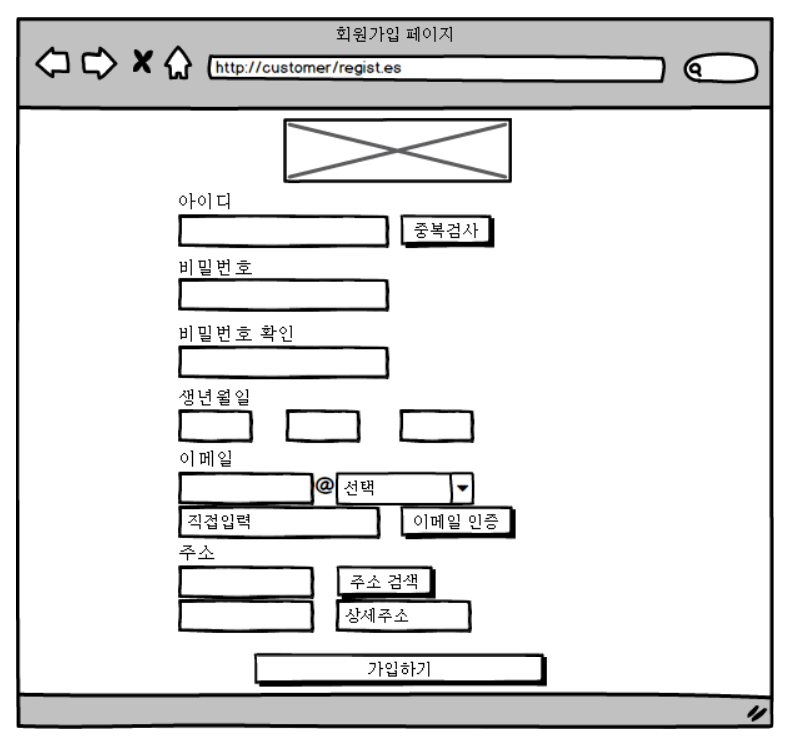 회원가입 페이지
http://customer/regist.es
아이디
중복검사
비밀번호
비밀번호 확인
생년월일
이메일
@ 선택
직접입력 이메일 인증
주소
주소 검색
상세주소
가입하기